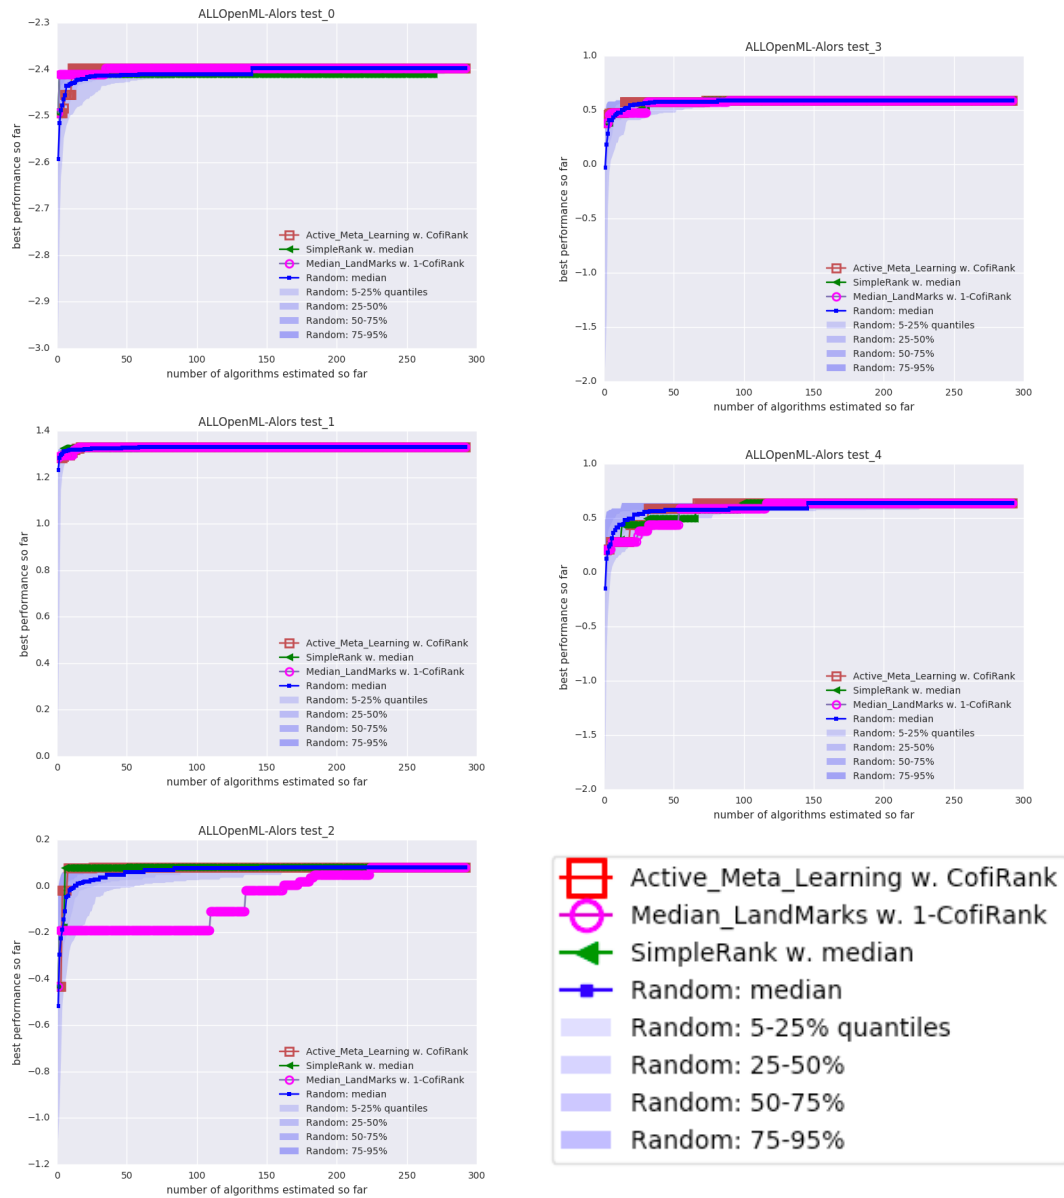 ALLOpenML-Alors test_0
best performance so far
−2.3
−2.4
−2.5
−2.6
−2.7
−2.8
−2.9
−3.0
Active_Meta_Learning w. CofiRank
SimpleRank w. median
Median_LandMarks w. 1-CofiRank
Random: median
Random: 5-25% quantiles
Random: 25-50%
Random: 50-75%
Random: 75-95%
0 50 100 150 200 250 300
number of algorithms estimated so far
ALLOpenML-Alors test_3
best performance so far
1.0
0.5
0.0
−0.5
−1.0
−1.5
−2.0
Active_Meta_Learning w. CofiRank
SimpleRank w. median
Median_LandMarks w. 1-CofiRank
Random: median
Random: 5-25% quantiles
Random: 25-50%
Random: 50-75%
Random: 75-95%
0 50 100 150 200 250 300
number of algorithms estimated so far
ALLOpenML-Alors test_1
best performance so far
1.4
1.2
1.0
0.8
0.6
0.4
0.2
0.0
Active_Meta_Learning w. CofiRank
SimpleRank w. median
Median_LandMarks w. 1-CofiRank
Random: median
Random: 5-25% quantiles
Random: 25-50%
Random: 50-75%
Random: 75-95%
0 50 100 150 200 250 300
number of algorithms estimated so far
ALLOpenML-Alors test_4
best performance so far
1.0
0.5
0.0
−0.5
−1.0
−1.5
−2.0
Active_Meta_Learning w. CofiRank
SimpleRank w. median
Median_LandMarks w. 1-CofiRank
Random: median
Random: 5-25% quantiles
Random: 25-50%
Random: 50-75%
Random: 75-95%
0 50 100 150 200 250 300
number of algorithms estimated so far
ALLOpenML-Alors test_2
best performance so far
0.2
0.0
−0.2
−0.4
−0.6
−0.8
−1.0
−1.2
Active_Meta_Learning w. CofiRank
SimpleRank w. median
Median_LandMarks w. 1-CofiRank
Random: median
Random: 5-25% quantiles
Random: 25-50%
Random: 50-75%
Random: 75-95%
0 50 100 150 200 250 300
number of algorithms estimated so far
Active_Meta_Learning w. CofiRank
Median_LandMarks w. 1-CofiRank
SimpleRank w. median
Random: median
Random: 5-25% quantiles
Random: 25-50%
Random: 50-75%
Random: 75-95%